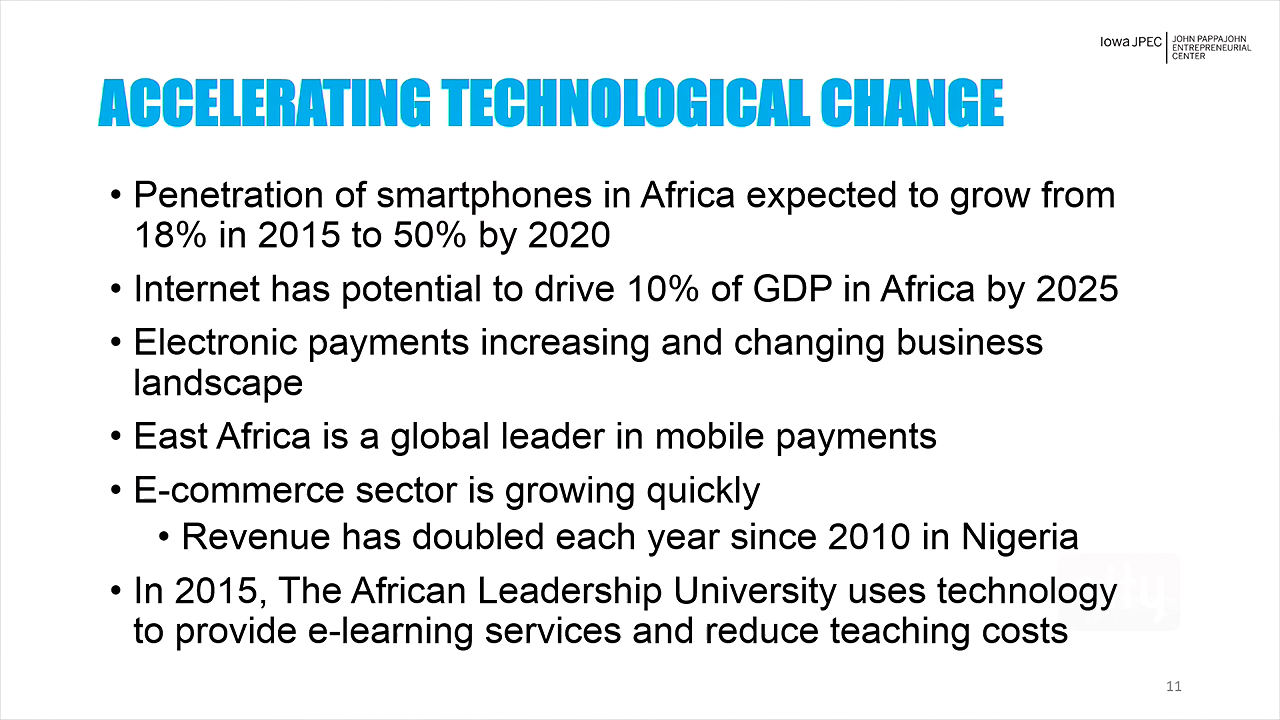 Iowa JPEC
JOHN PAPPAJOHN
ENTREPRENEURIAL
CENTER
ACCELERATING TECHNOLOGICAL CHANGE
• Penetration of smartphones in Africa expected to grow from
18% in 2015 to 50% by 2020
• Internet has potential to drive 10% of GDP in Africa by 2025
• Electronic payments increasing and changing business
landscape
• East Africa is a global leader in mobile payments
• E-commerce sector is growing quickly
• Revenue has doubled each year since 2010 in Nigeria
• In 2015, The African Leadership University uses technology
to provide e-learning services and reduce teaching costs
11